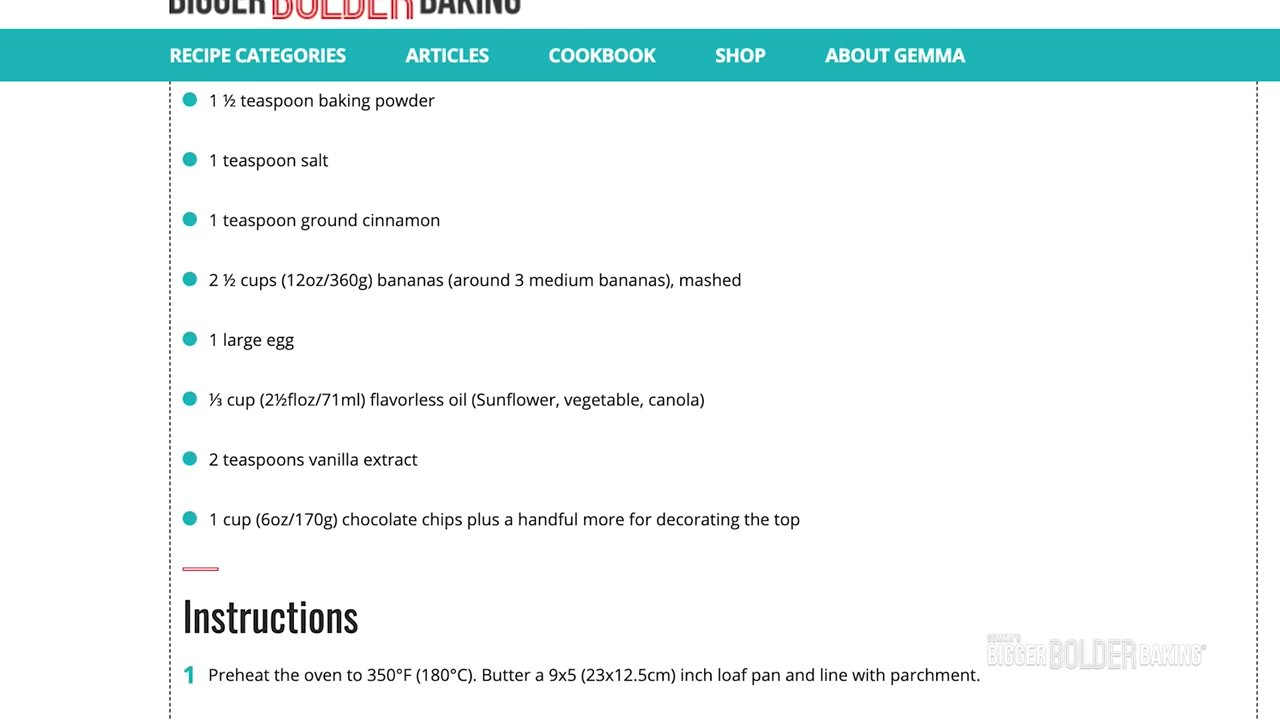 BIGGER BOLDER BAKING
RECIPE CATEGORIES ARTICLES COOKBOOK SHOP ABOUT GEMMA
1 ½ teaspoon baking powder
1 teaspoon salt
1 teaspoon ground cinnamon
2 ½ cups (12oz/360g) bananas (around 3 medium bananas), mashed
1 large egg
⅓ cup (2½floz/71ml) flavorless oil (Sunflower, vegetable, canola)
2 teaspoons vanilla extract
1 cup (6oz/170g) chocolate chips plus a handful more for decorating the top
Instructions
GEMMA'S
BIGGER BOLDER BAKING®
1 Preheat the oven to 350°F (180°C). Butter a 9x5 (23x12.5cm) inch loaf pan and line with parchment.